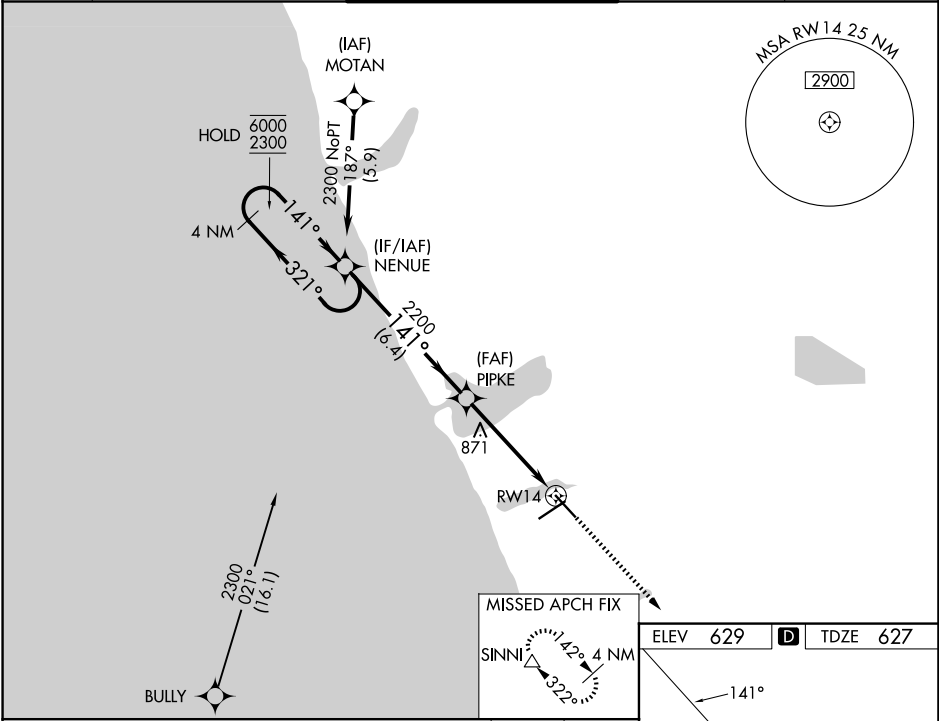 (IAF)
MOTAN
MSA RW14 25 NM
2900
HOLD
6000
2300
2300 NoPT
187°
(5.9)
4 NM
141°
321°
(IF/IAF)
NENUE
2200
141°
(6.4)
(FAF)
PIPKE
871
RW14
2300
021°
(16.1)
BULLY
MISSED APCH FIX
SINNI
142°
4 NM
322°
ELEV 629 D TDZE 627
141°